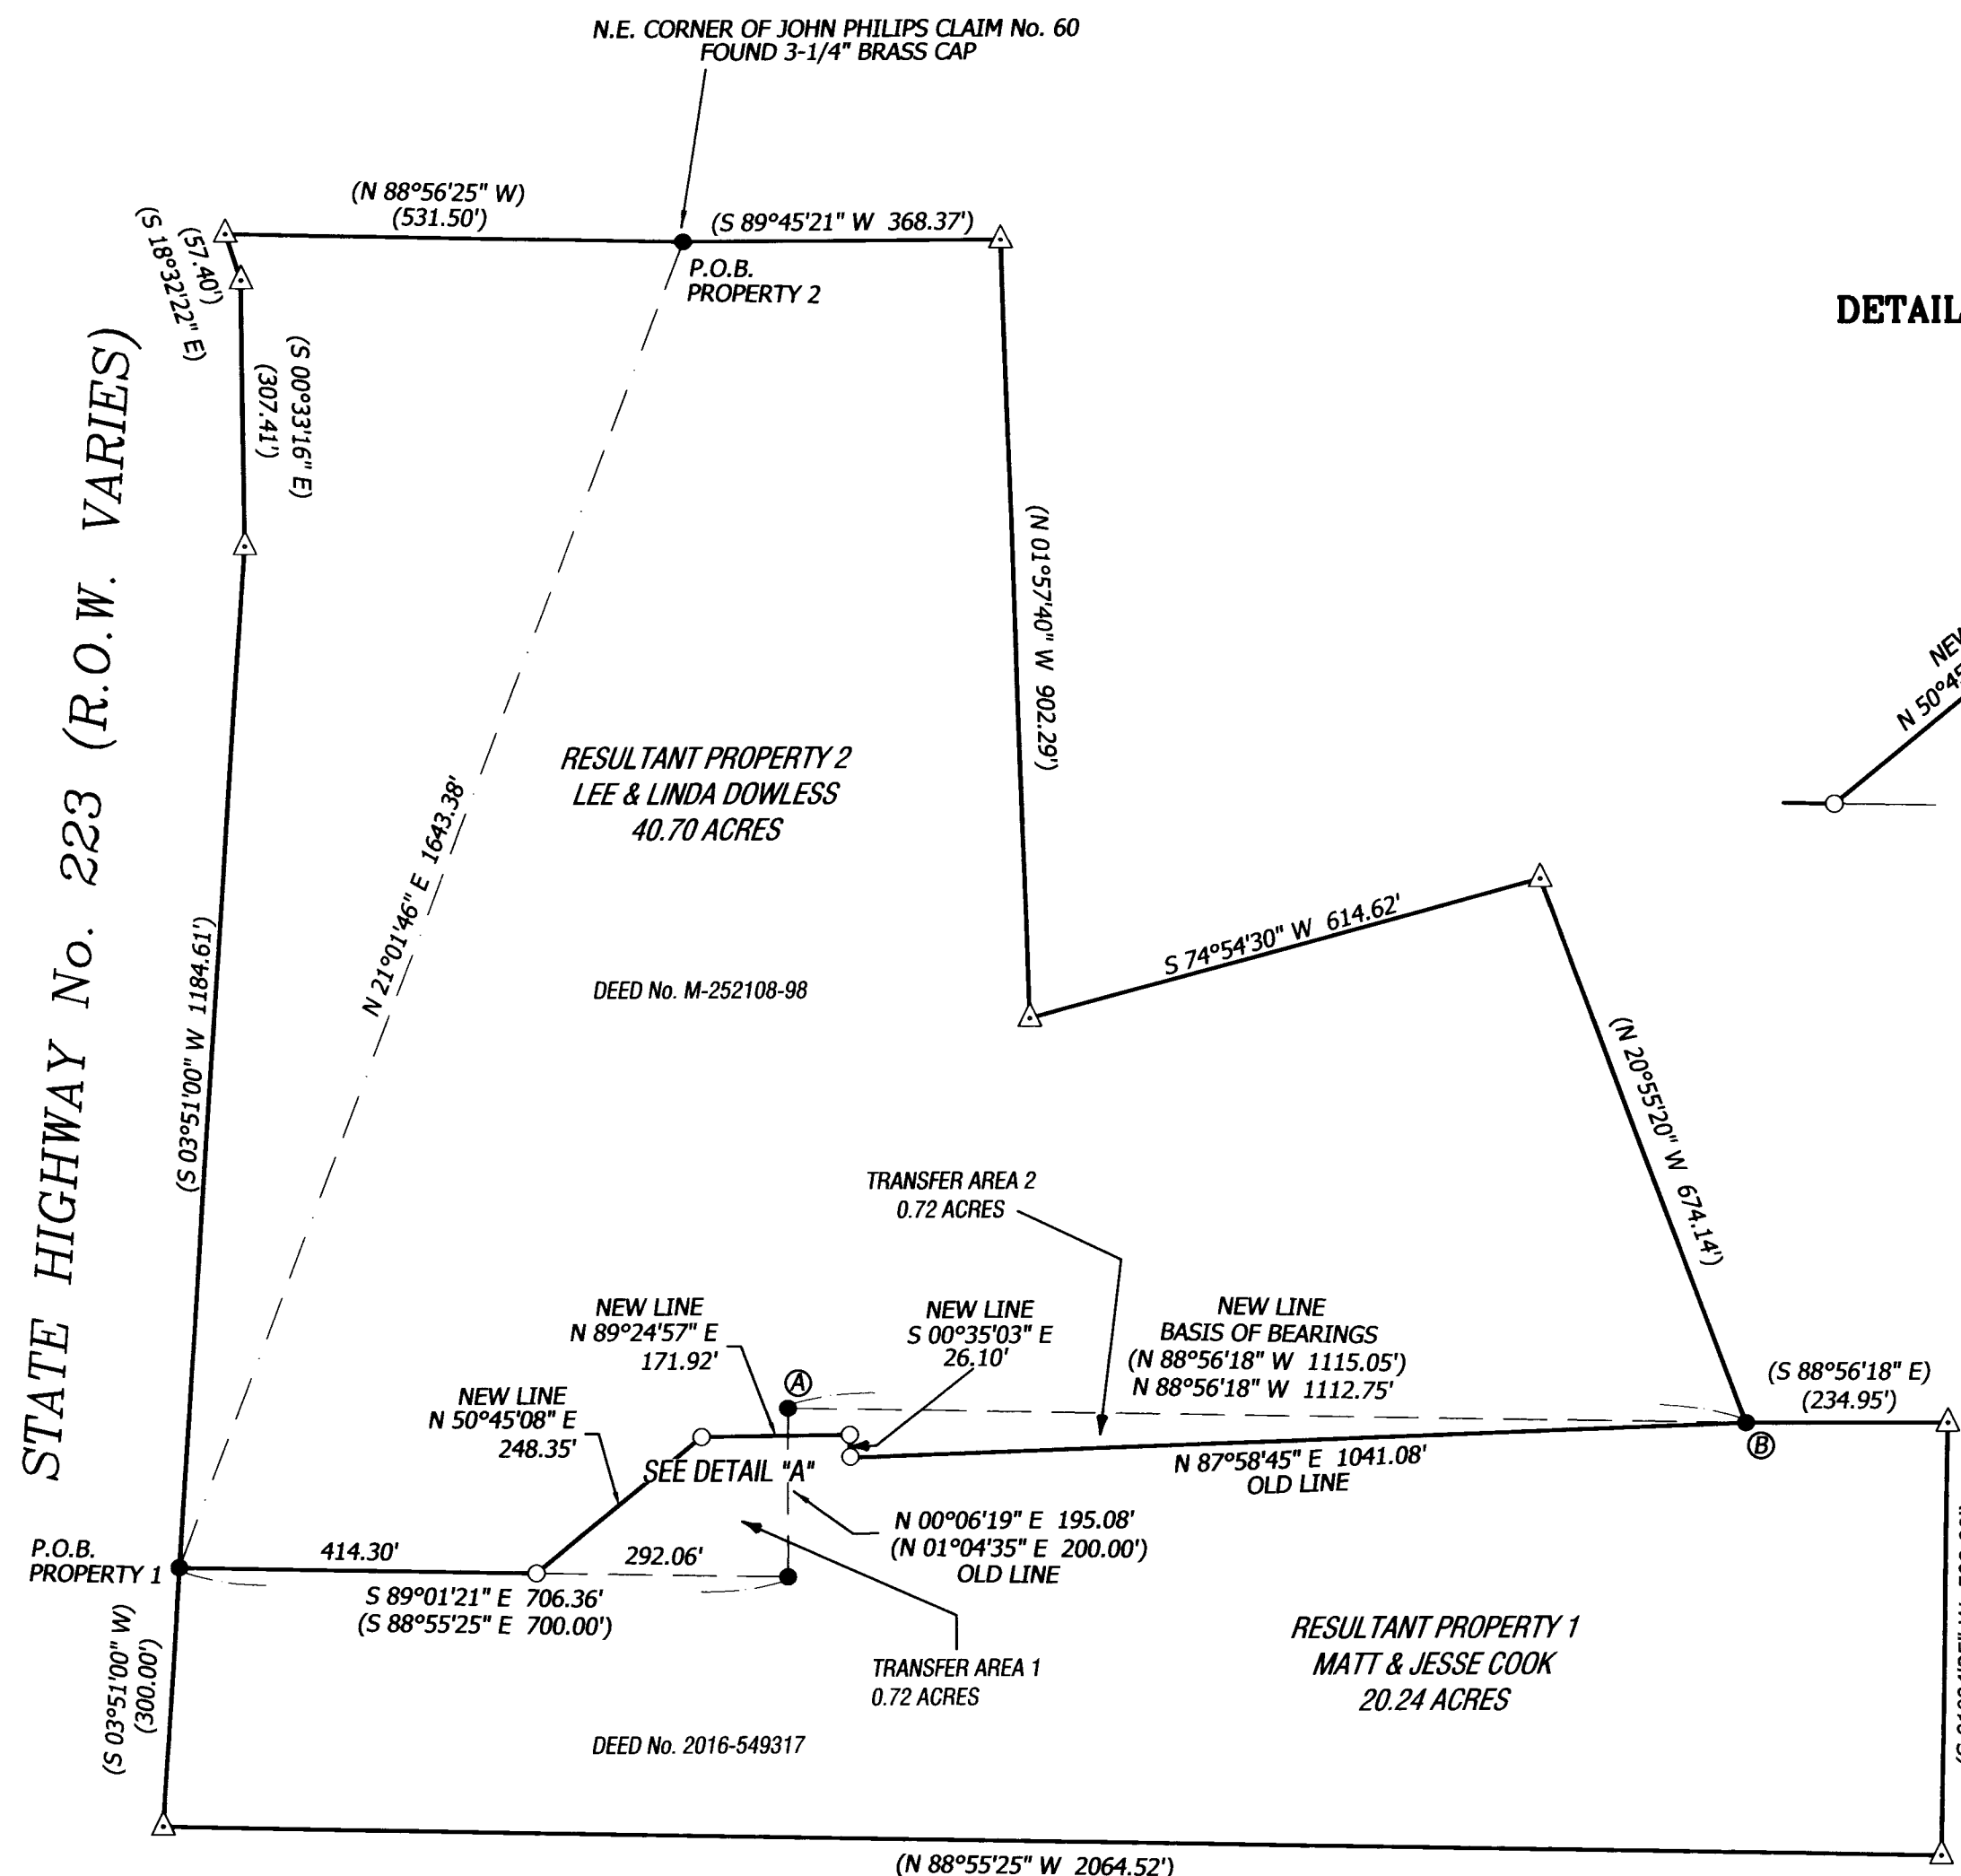 N.E. CORNER OF JOHN PHILIPS CLAIM No. 60
FOUND 3-1/4" BRASS CAP
(N 88°56'25" W)
(531.50')
(S 89°45'21" W 368.37')
(S 18°32'22" E)
(57.40')
P.O.B.
PROPERTY 2
DETAIL
(S 00°33'16" E)
(307.41')
STATE HIGHWAY No. 223 (R.O.W. VARIES)
(N 01°57'40" W 902.29')
N 50°45
RESULTANT PROPERTY 2
LEE & LINDA DOWLESS
40.70 ACRES
N 21°01'46" E 1643.38'
(S 03°51'00" W 1184.61')
S 74°54'30" W 614.62'
DEED No. M-252108-98
(N 20°55'20" W 674.14')
TRANSFER AREA 2
0.72 ACRES
NEW LINE
N 89°24'57" E
171.92'
NEW LINE
S 00°35'03" E
26.10'
NEW LINE
BASIS OF BEARINGS
(N 88°56'18" W 1115.05')
N 88°56'18" W 1112.75'
(S 88°56'18" E)
(234.95')
NEW LINE
N 50°45'08" E
248.35'
A
B
SEE DETAIL "A"
N 87°58'45" E 1041.08'
OLD LINE
N 00°06'19" E 195.08'
(N 01°04'35" E 200.00')
OLD LINE
P.O.B.
PROPERTY 1
414.30'
292.06'
S 89°01'21" E 706.36'
(S 88°55'25" E 700.00')
(S 03°51'00" W)
(300.00')
TRANSFER AREA 1
0.72 ACRES
RESULTANT PROPERTY 1
MATT & JESSE COOK
20.24 ACRES
DEED No. 2016-549317
(N 88°55'25" W 2064.52')